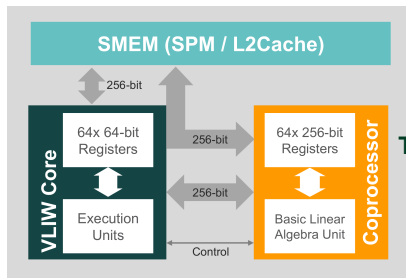 SMEM (SPM / L2Cache)
256-bit
64x 64-bit
Registers
256-bit
64x 256-bit
Registers
VLIW Core
256-bit
Coprocessor
Execution
Units
Basic Linear
Algebra Unit
Control
T